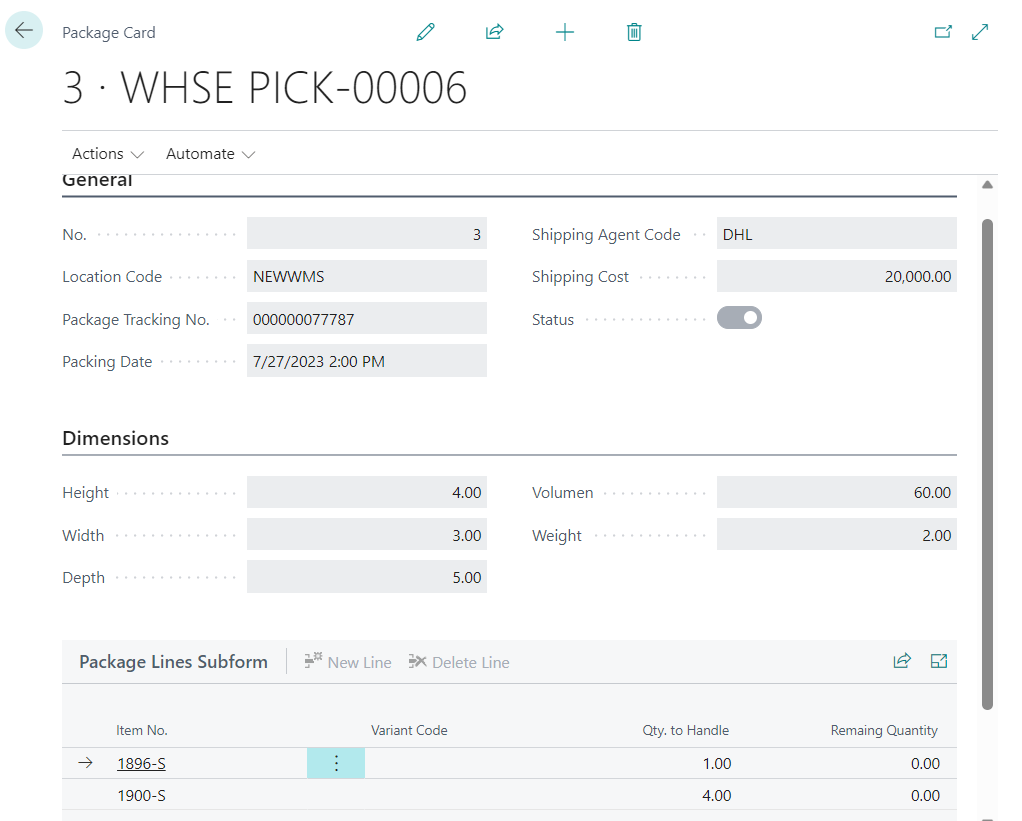 Package Card
3 · WHSE PICK-00006
Actions Automate
General
No. 3 Shipping Agent Code DHL
Location Code NEWWMS Shipping Cost 20,000.00
Package Tracking No. 000000077787 Status
Packing Date 7/27/2023 2:00 PM
Dimensions
Height 4.00 Volumen 60.00
Width 3.00 Weight 2.00
Depth 5.00
Package Lines Subform New Line Delete Line
Item No. Variant Code Qty. to Handle Remaing Quantity
1896-S 1.00 0.00
1900-S 4.00 0.00